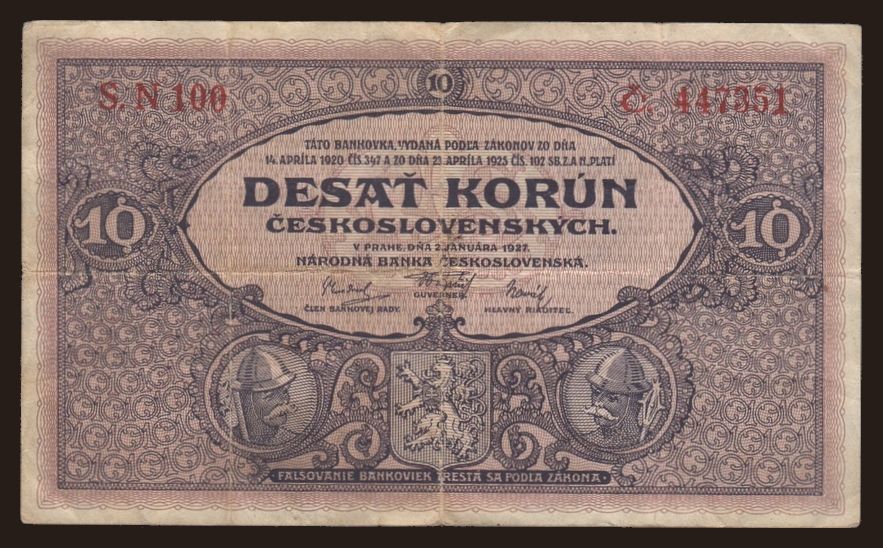 S. N 100
10
č. 447351
TÁTO BANKOVKA, VYDANÁ PODĽA ZÁKONOV ZO DŇA
14. APRÍLA 1920 ČÍS 347 A ZO DŇA 23. APRÍLA 1925 ČÍS. 102 SB. Z. A N., PLATÍ
DESAŤ KORÚN
ČESKOSLOVENSKÝCH.
10
10
V PRAHE, DŇA 2. JANUÁRA 1927.
NÁRODNÁ BANKA ČESKOSLOVENSKÁ.
ČLEN BANKOVEJ RADY.
GUVERNER.
HLAVNÝ RIADITEĽ.
FALŠOVANIE BANKOVIEK TRESTÁ SA PODĽA ZÁKONA